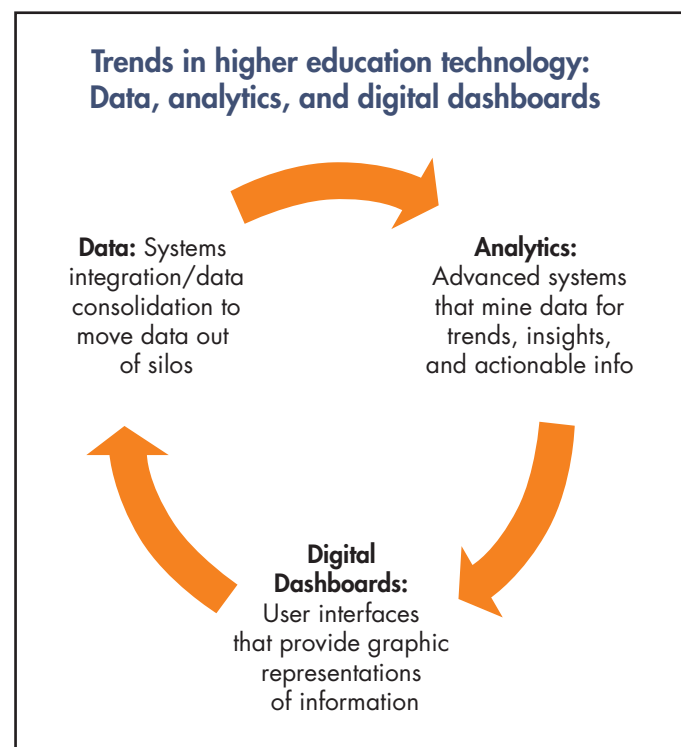 Trends in higher education technology:
Data, analytics, and digital dashboards
Data: Systems
integration/data
consolidation to
move data out
of silos
Analytics:
Advanced systems
that mine data for
trends, insights,
and actionable info
Digital
Dashboards:
User interfaces
that provide graphic
representations
of information